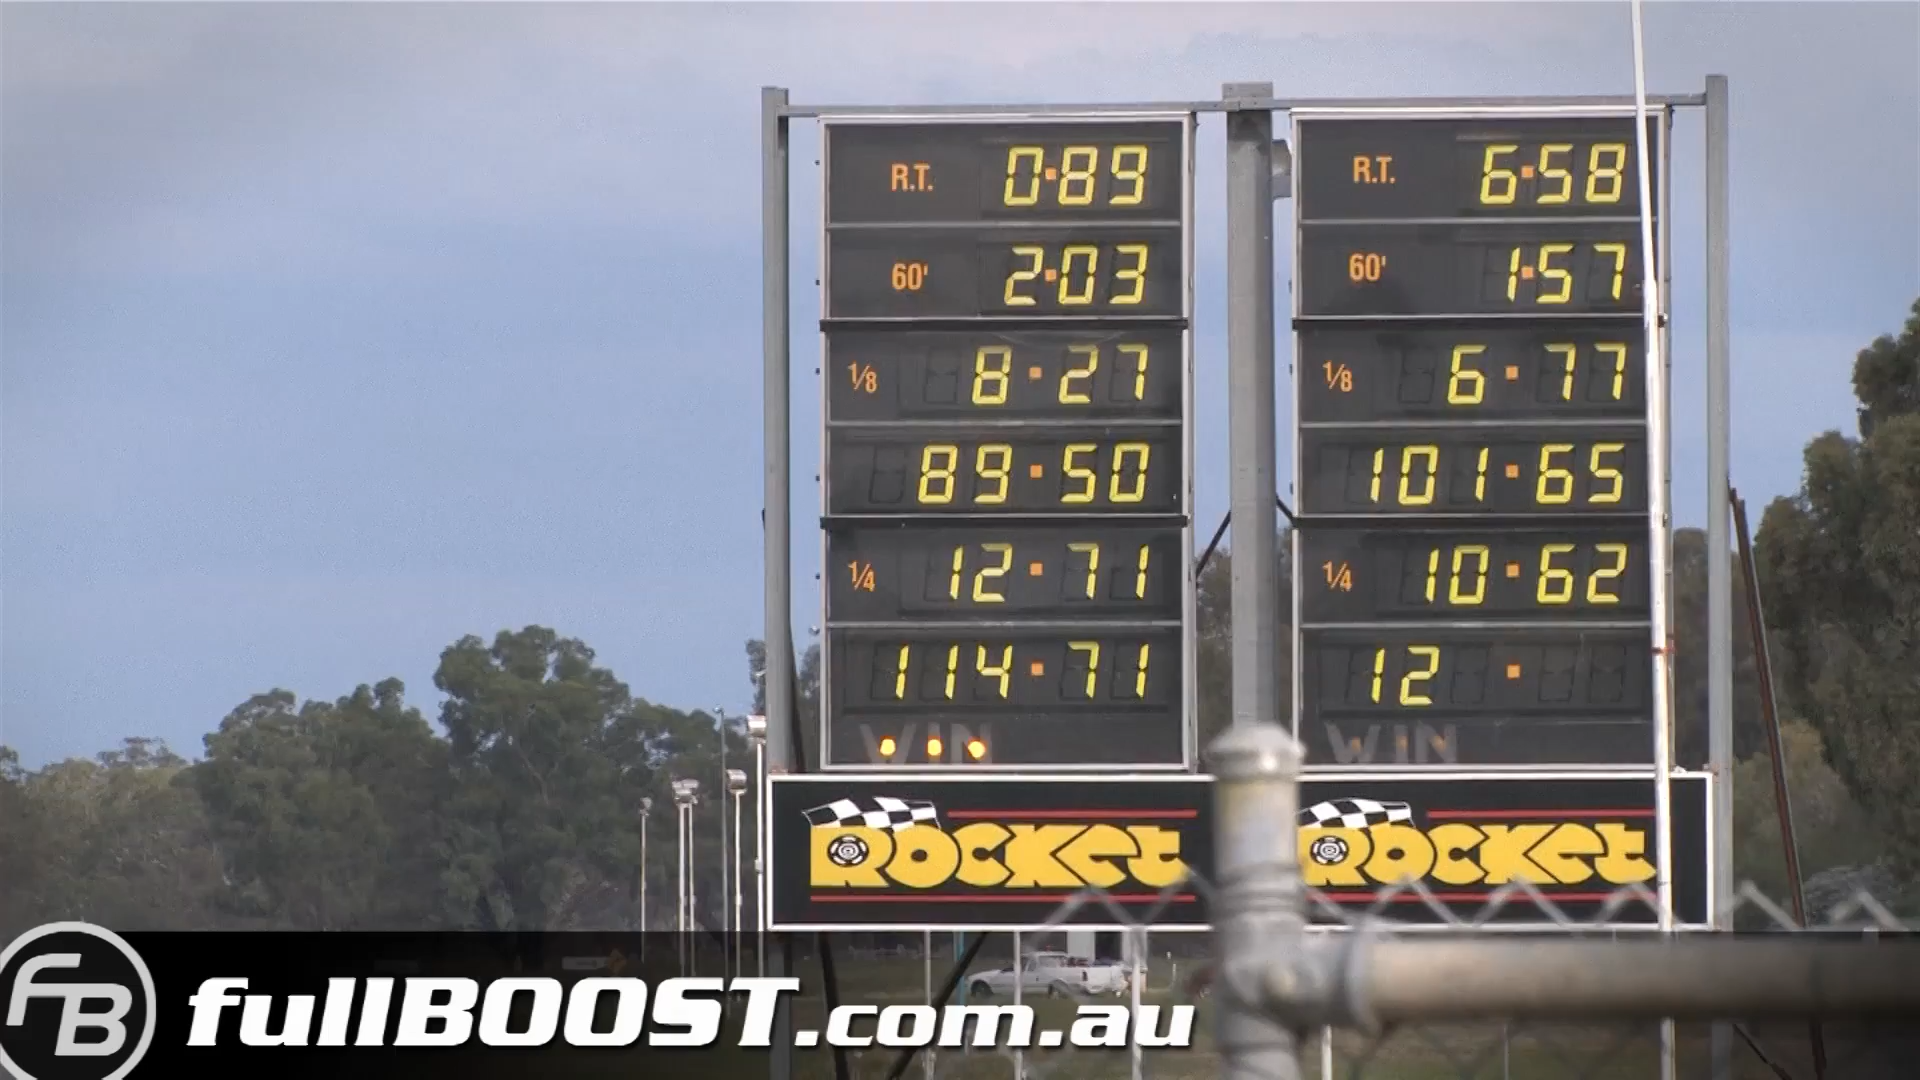 R.T. 0.89
60' 2.03
1/8 8.27
89.50
1/4 12.71
114.71
WIN
ROCKET
R.T. 6.58
60' 1.57
1/8 6.77
101.65
1/4 10.62
12.
WIN
ROCKET
FB
fullBOOST.com.au